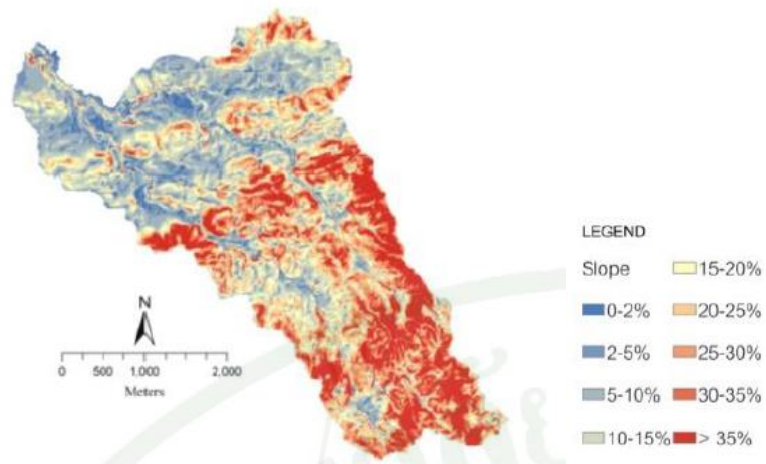 N
0 500 1,000 2,000
Meters
LEGEND
Slope
0-2%
2-5%
5-10%
10-15%
15-20%
20-25%
25-30%
30-35%
> 35%